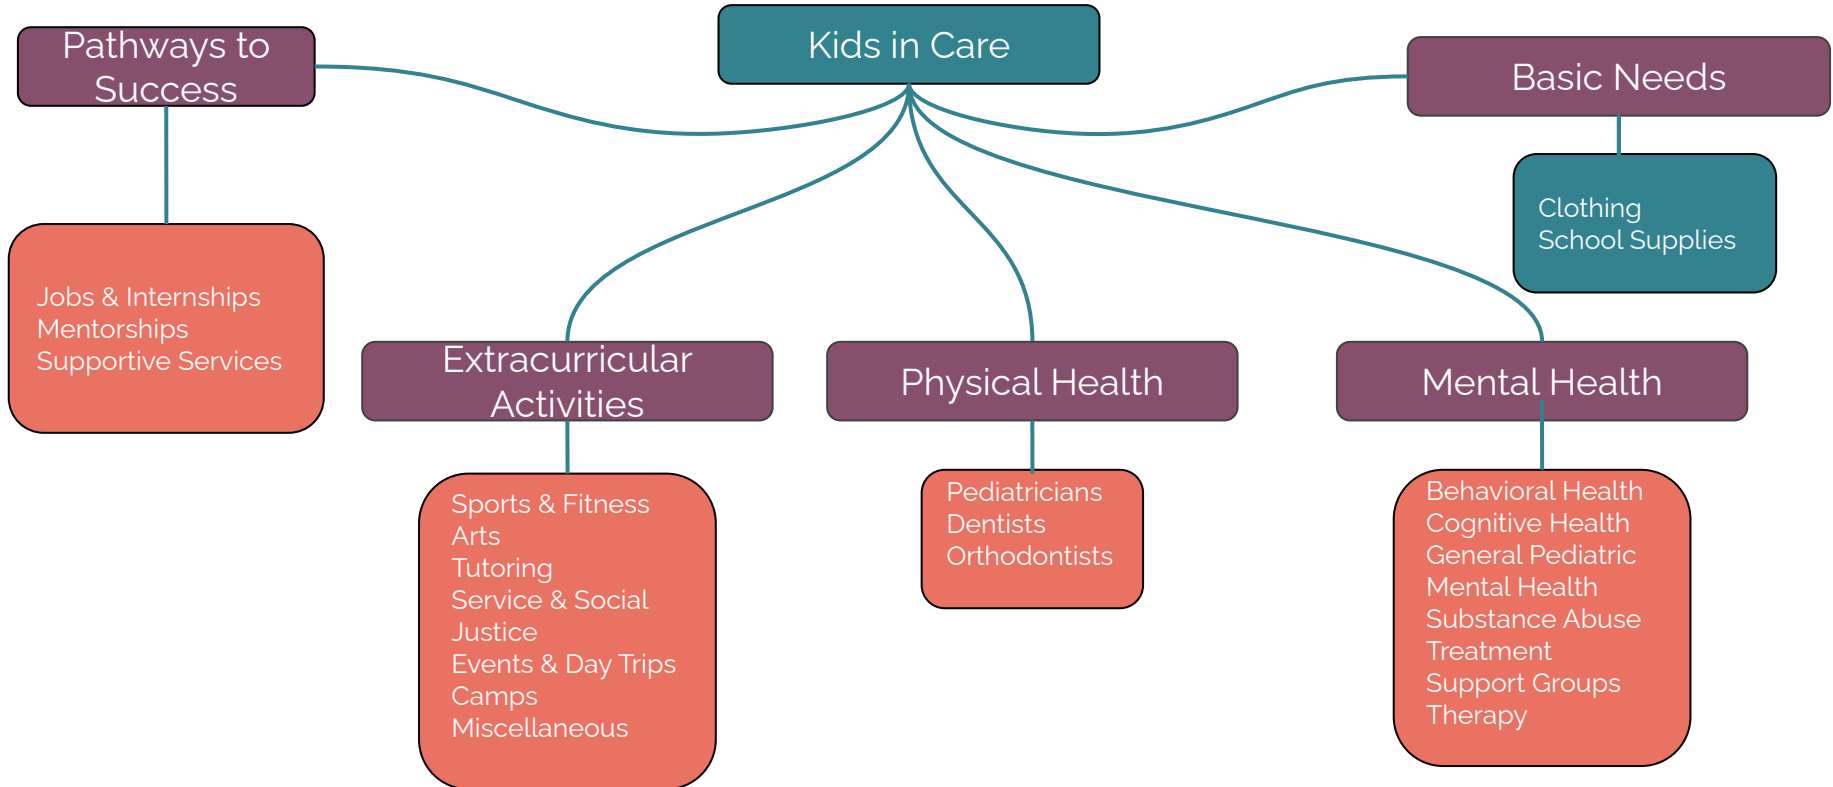 Pathways to
Success
Kids in Care
Basic Needs
Clothing
School Supplies
Jobs & Internships
Mentorships
Supportive Services
Extracurricular
Activities
Physical Health
Mental Health
Sports & Fitness
Arts
Tutoring
Service & Social
Justice
Events & Day Trips
Camps
Miscellaneous
Pediatricians
Dentists
Orthodontists
Behavioral Health
Cognitive Health
General Pediatric
Mental Health
Substance Abuse
Treatment
Support Groups
Therapy